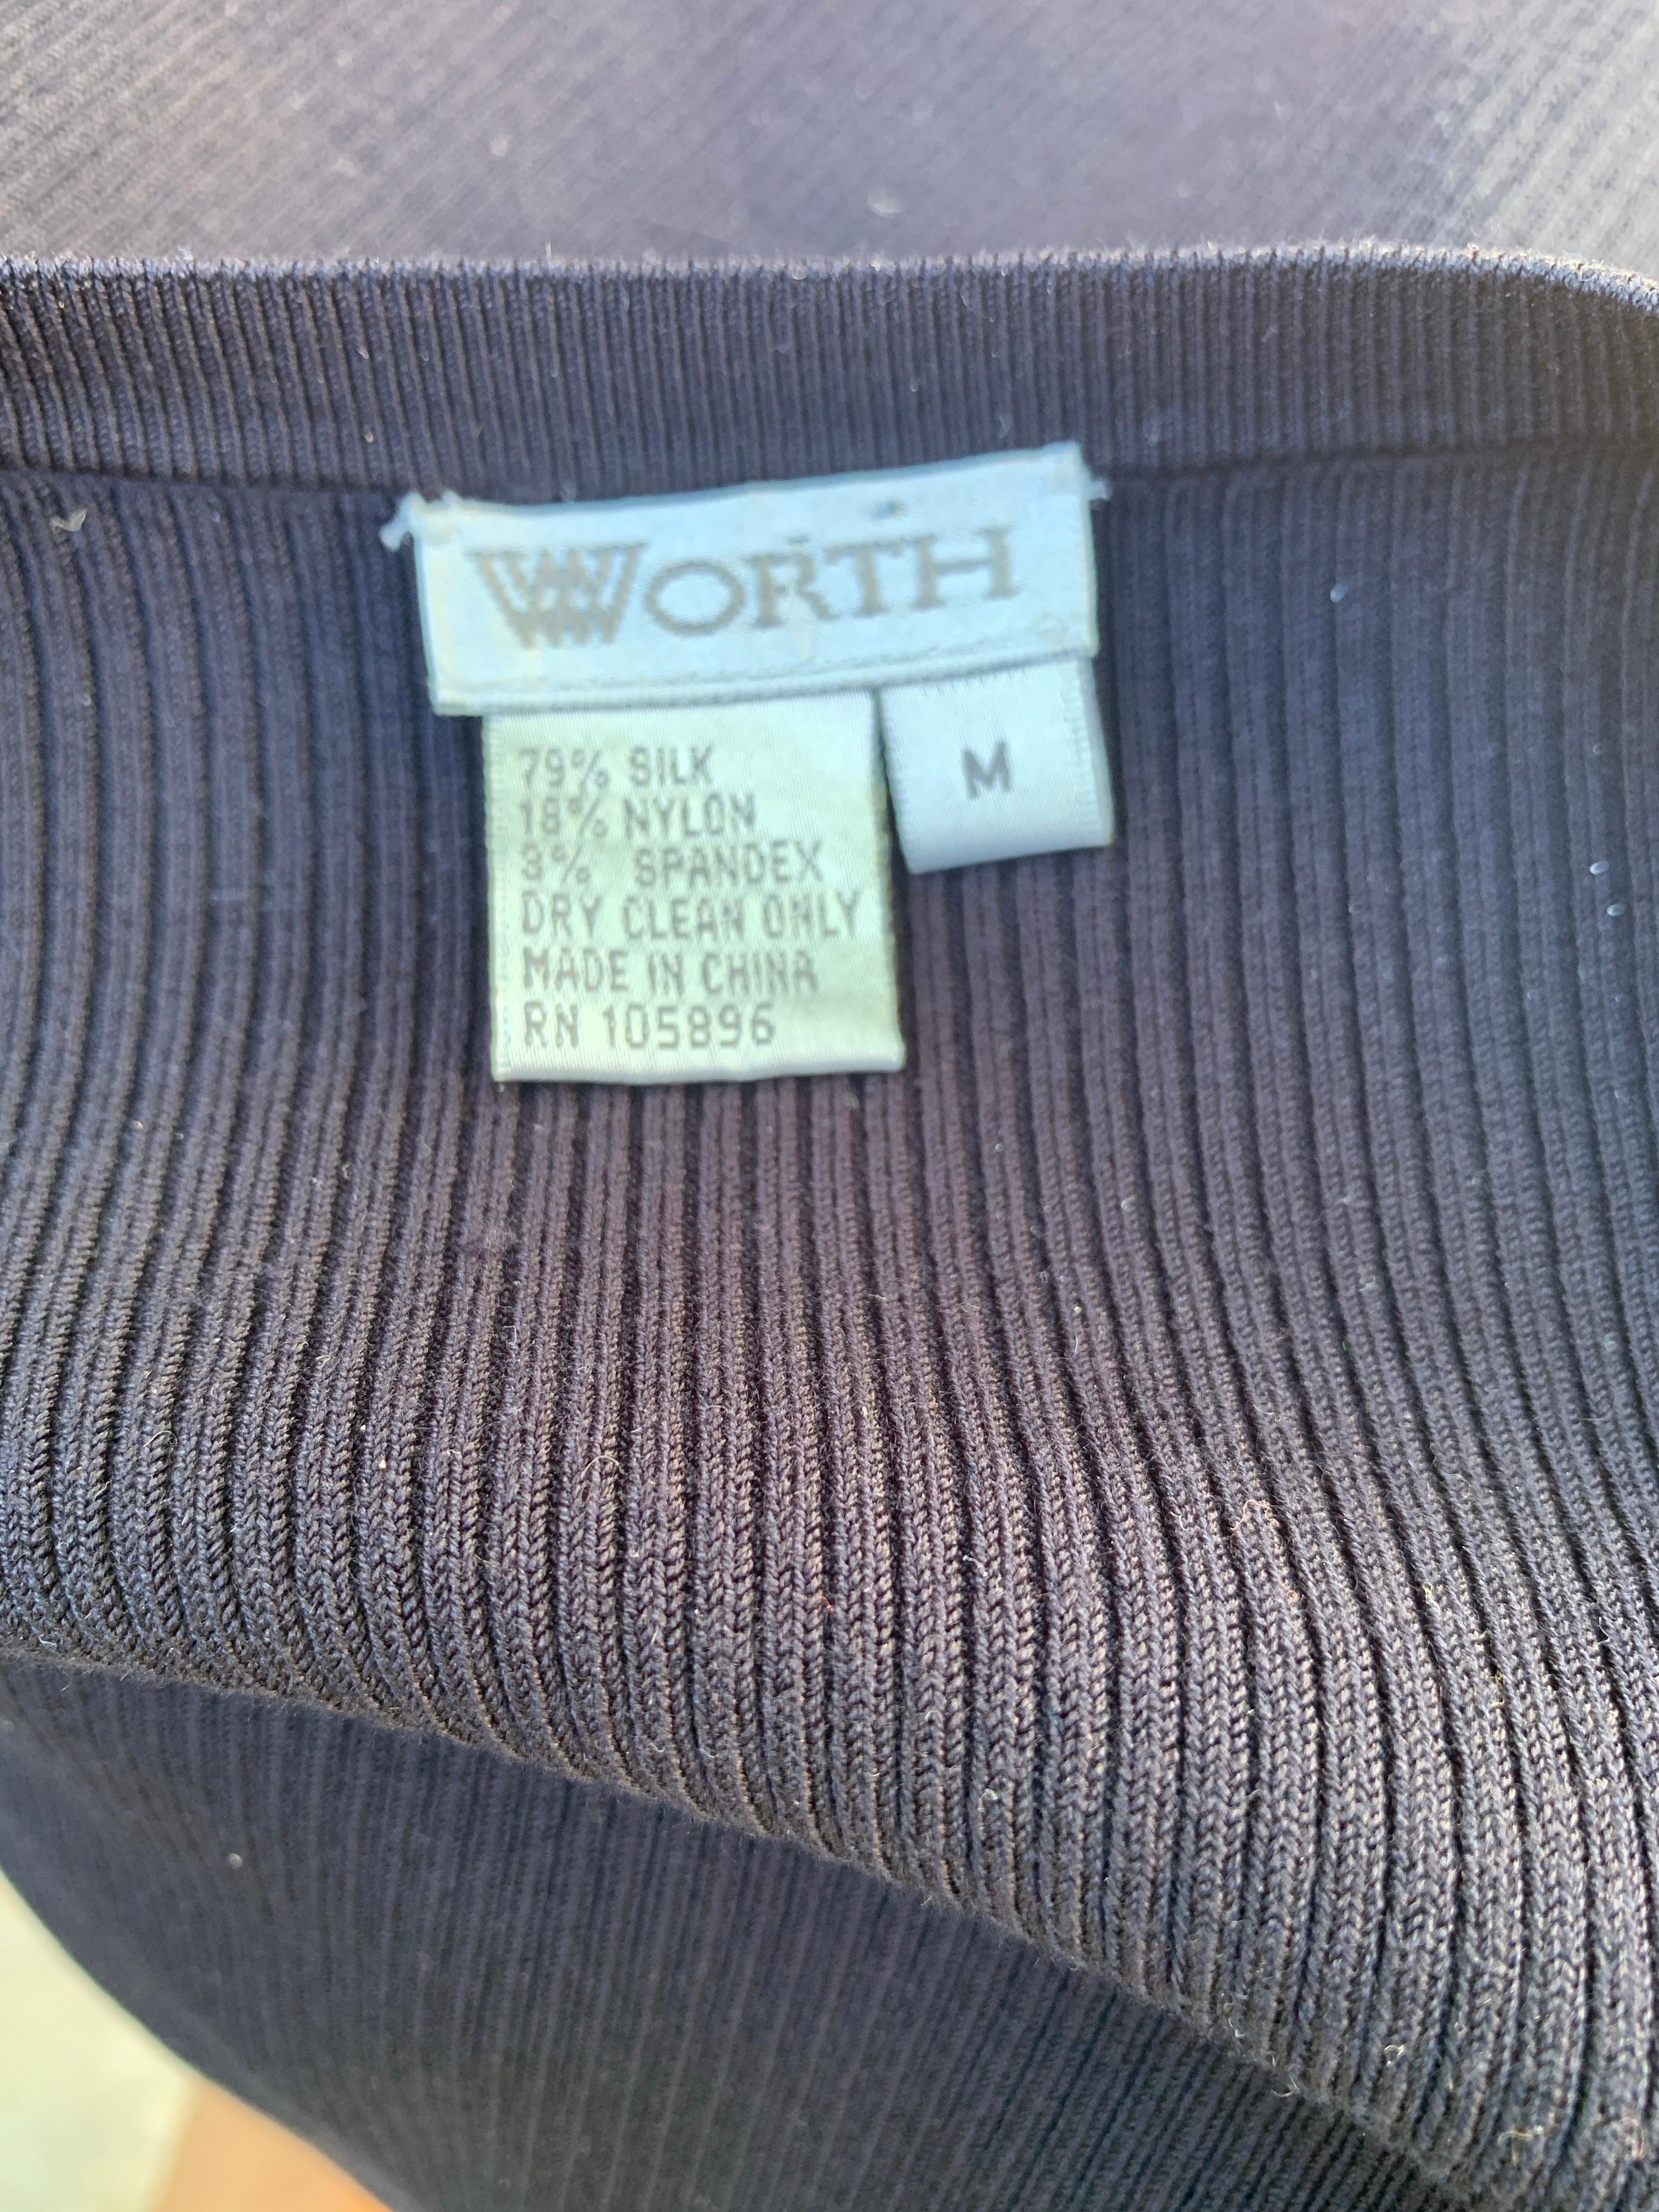 WORTH
79% SILK
18% NYLON
3% SPANDEX
DRY CLEAN ONLY
MADE IN CHINA
RN 105896
M